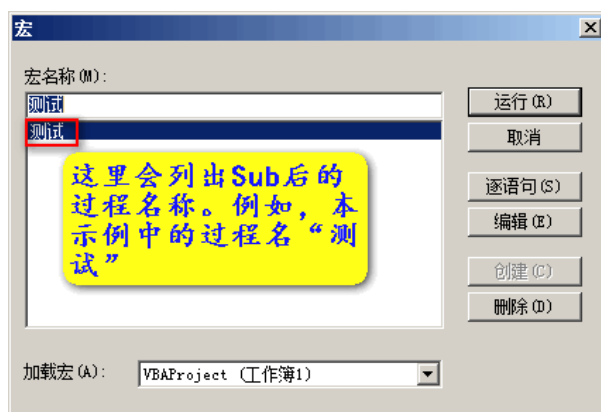 宏
宏名称(M):
测试
测试
这里会列出Sub后的
过程名称。例如，本
示例中的过程名“测
试”
运行(R)
取消
逐语句(S)
编辑(E)
创建(C)
删除(D)
加载宏(A):
VBAProject (工作簿1)